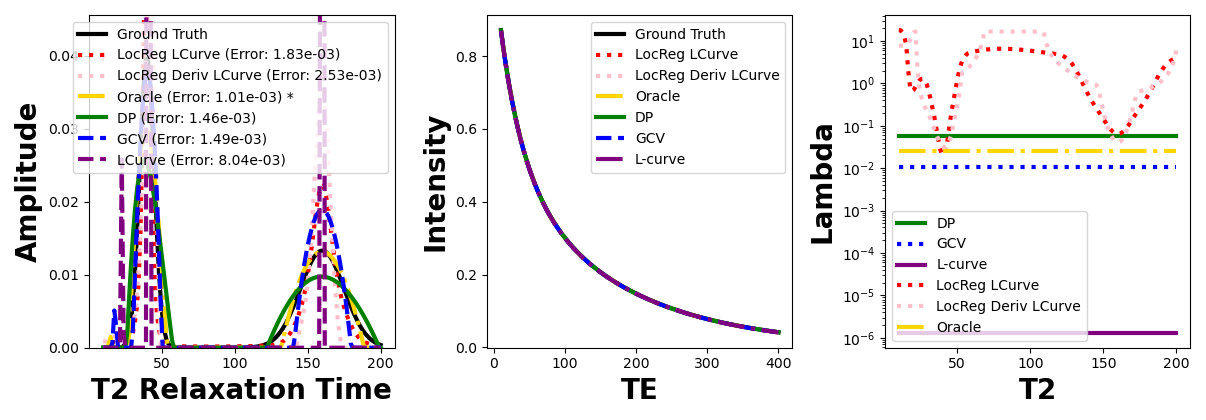 0.04
0.03
0.02
0.01
0.00
50
100
150
200
Amplitude
T2 Relaxation Time
Ground Truth
LocReg LCurve (Error: 1.83e-03)
LocReg Deriv LCurve (Error: 2.53e-03)
Oracle (Error: 1.01e-03) *
DP (Error: 1.46e-03)
GCV (Error: 1.49e-03)
LCurve (Error: 8.04e-03)
0.8
0.6
0.4
0.2
0.0
0
100
200
300
400
Intensity
TE
Ground Truth
LocReg LCurve
LocReg Deriv LCurve
Oracle
DP
GCV
L-curve
10^1
10^0
10^-1
10^-2
10^-3
10^-4
10^-5
10^-6
50
100
150
200
Lambda
T2
DP
GCV
L-curve
LocReg LCurve
LocReg Deriv LCurve
Oracle